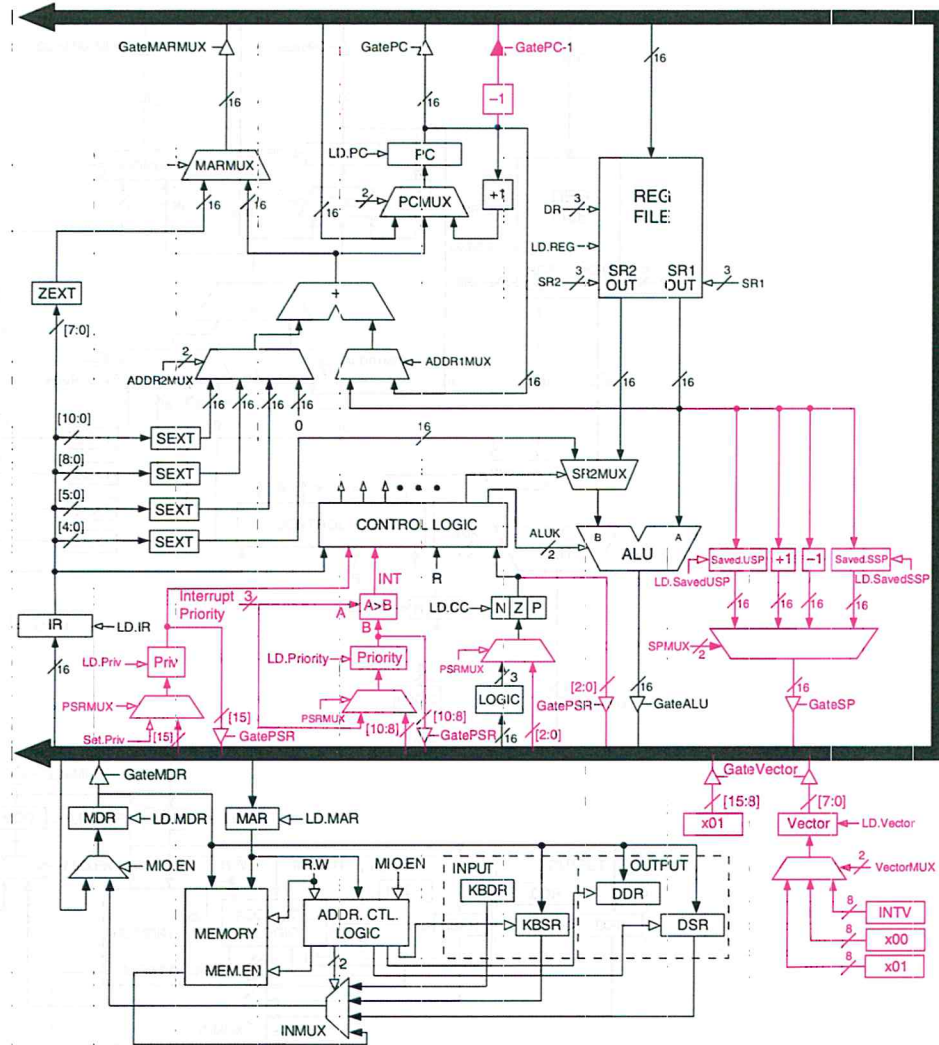 GateMARMUX
GatePC
GatePC-1
16
16
16
-1
LD.PC
PC
MARMUX
2
PCMUX
+1
16
16
16
REG
FILE
DR
3
LD.REG
SR2
3
SR2
OUT
SR1
OUT
3
SR1
ZEXT
[7:0]
+
2
ADDR2MUX
ADDR1MUX
16
16
16
16
16
16
16
0
[10:0]
SEXT
16
[8:0]
SEXT
SR2MUX
[5:0]
SEXT
CONTROL LOGIC
[4:0]
SEXT
ALUK
2
B
ALU
A
Saved.USP
+1
-1
Saved.SSP
LD.SavedUSP
LD.SavedSSP
R
INT
Interrupt
Priority
3
A
A>B
B
LD.CC
N Z P
16
16
16
16
IR
LD.IR
LD.Priv
Priv
LD.Priority
Priority
PSRMUX
SPMUX
2
16
PSRMUX
PSRMUX
3
LOGIC
[2:0]
16
16
Set.Priv
[15]
[15]
GatePSR
[10:8]
[10:8]
GatePSR
16
[2:0]
GatePSR
GateALU
GateSP
GateMDR
GateVector
MDR
LD.MDR
MAR
LD.MAR
[15:8]
[7:0]
x01
Vector
LD.Vector
MIO.EN
R.W
MIO.EN
INPUT
OUTPUT
2
VectorMUX
KBDR
DDR
MEMORY
ADDR. CTL.
LOGIC
KBSR
DSR
8
INTV
8
x00
8
x01
MEM.EN
2
INMUX